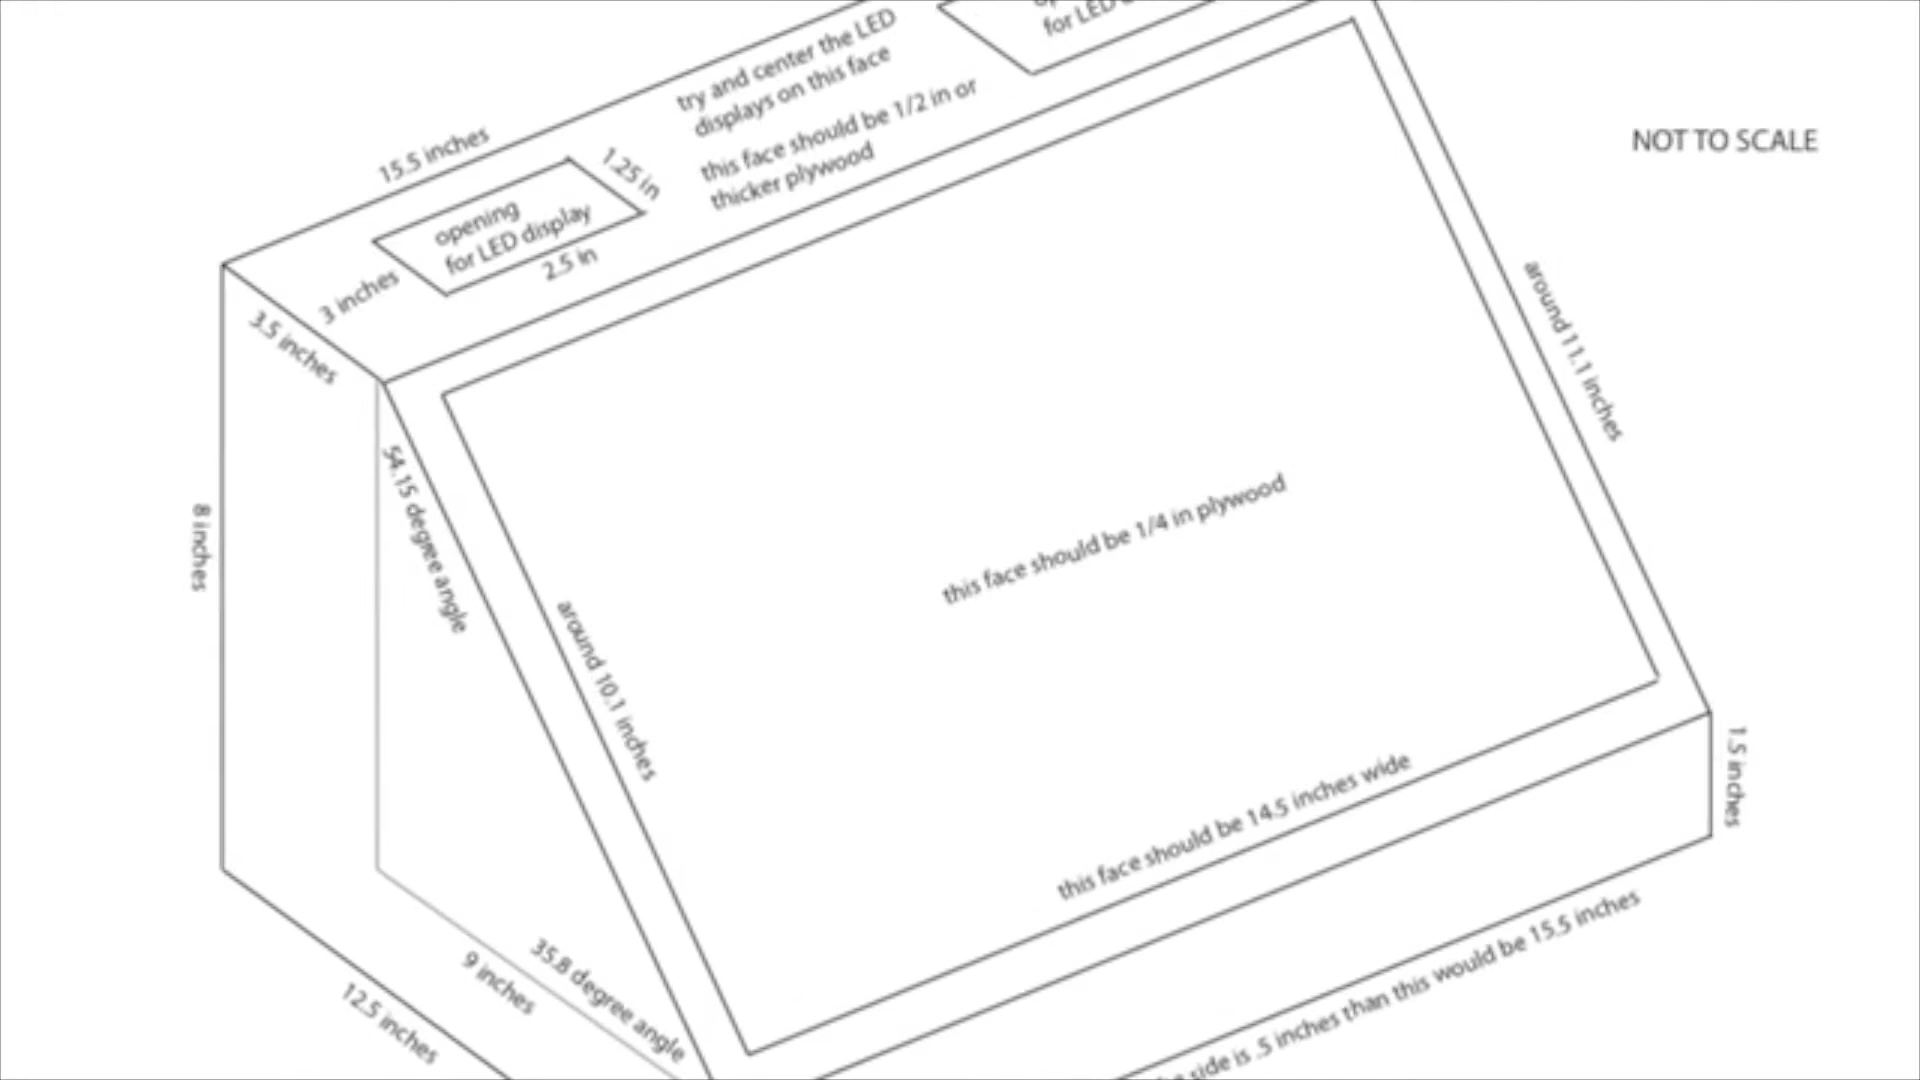 for LED
try and center the LED
displays on this face
this face should be 1/2 in or
thicker plywood
NOT TO SCALE
15.5 inches
1.25 in
opening
for LED display
2.5 in
3 inches
3.5 inches
around 11.1 inches
54.15 degree angle
8 inches
this face should be 1/4 in plywood
around 10.1 inches
this face should be 14.5 inches wide
1.5 inches
35.8 degree angle
9 inches
12.5 inches
side is .5 inches than this would be 15.5 inches